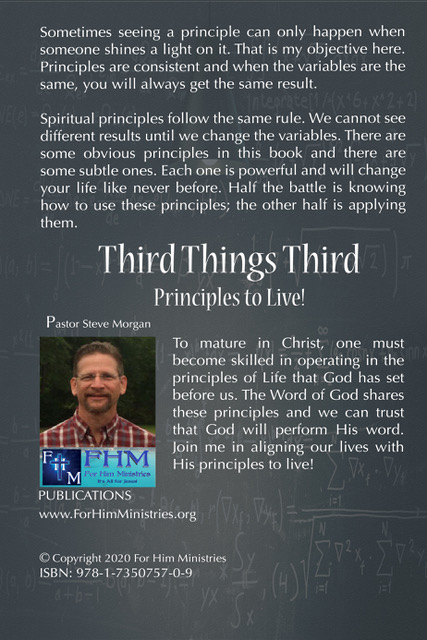 Sometimes seeing a principle can only happen when
someone shines a light on it. That is my objective here.
Principles are consistent and when the variables are the
same, you will always get the same result.
Spiritual principles follow the same rule. We cannot see
different results until we change the variables. There are
some obvious principles in this book and there are
some subtle ones. Each one is powerful and will change
your life like never before. Half the battle is knowing
how to use these principles; the other half is applying
them.
Third Things Third
Principles to Live!
Pastor Steve Morgan
To mature in Christ, one must
become skilled in operating in the
principles of Life that God has set
before us. The Word of God shares
these principles and we can trust
that God will perform His word.
Join me in aligning our lives with
His principles to live!
FHM
FHM
For Him Ministries
It's All For Jesus!
PUBLICATIONS
www.ForHimMinistries.org
© Copyright 2020 For Him Ministries
ISBN: 978-1-7350757-0-9